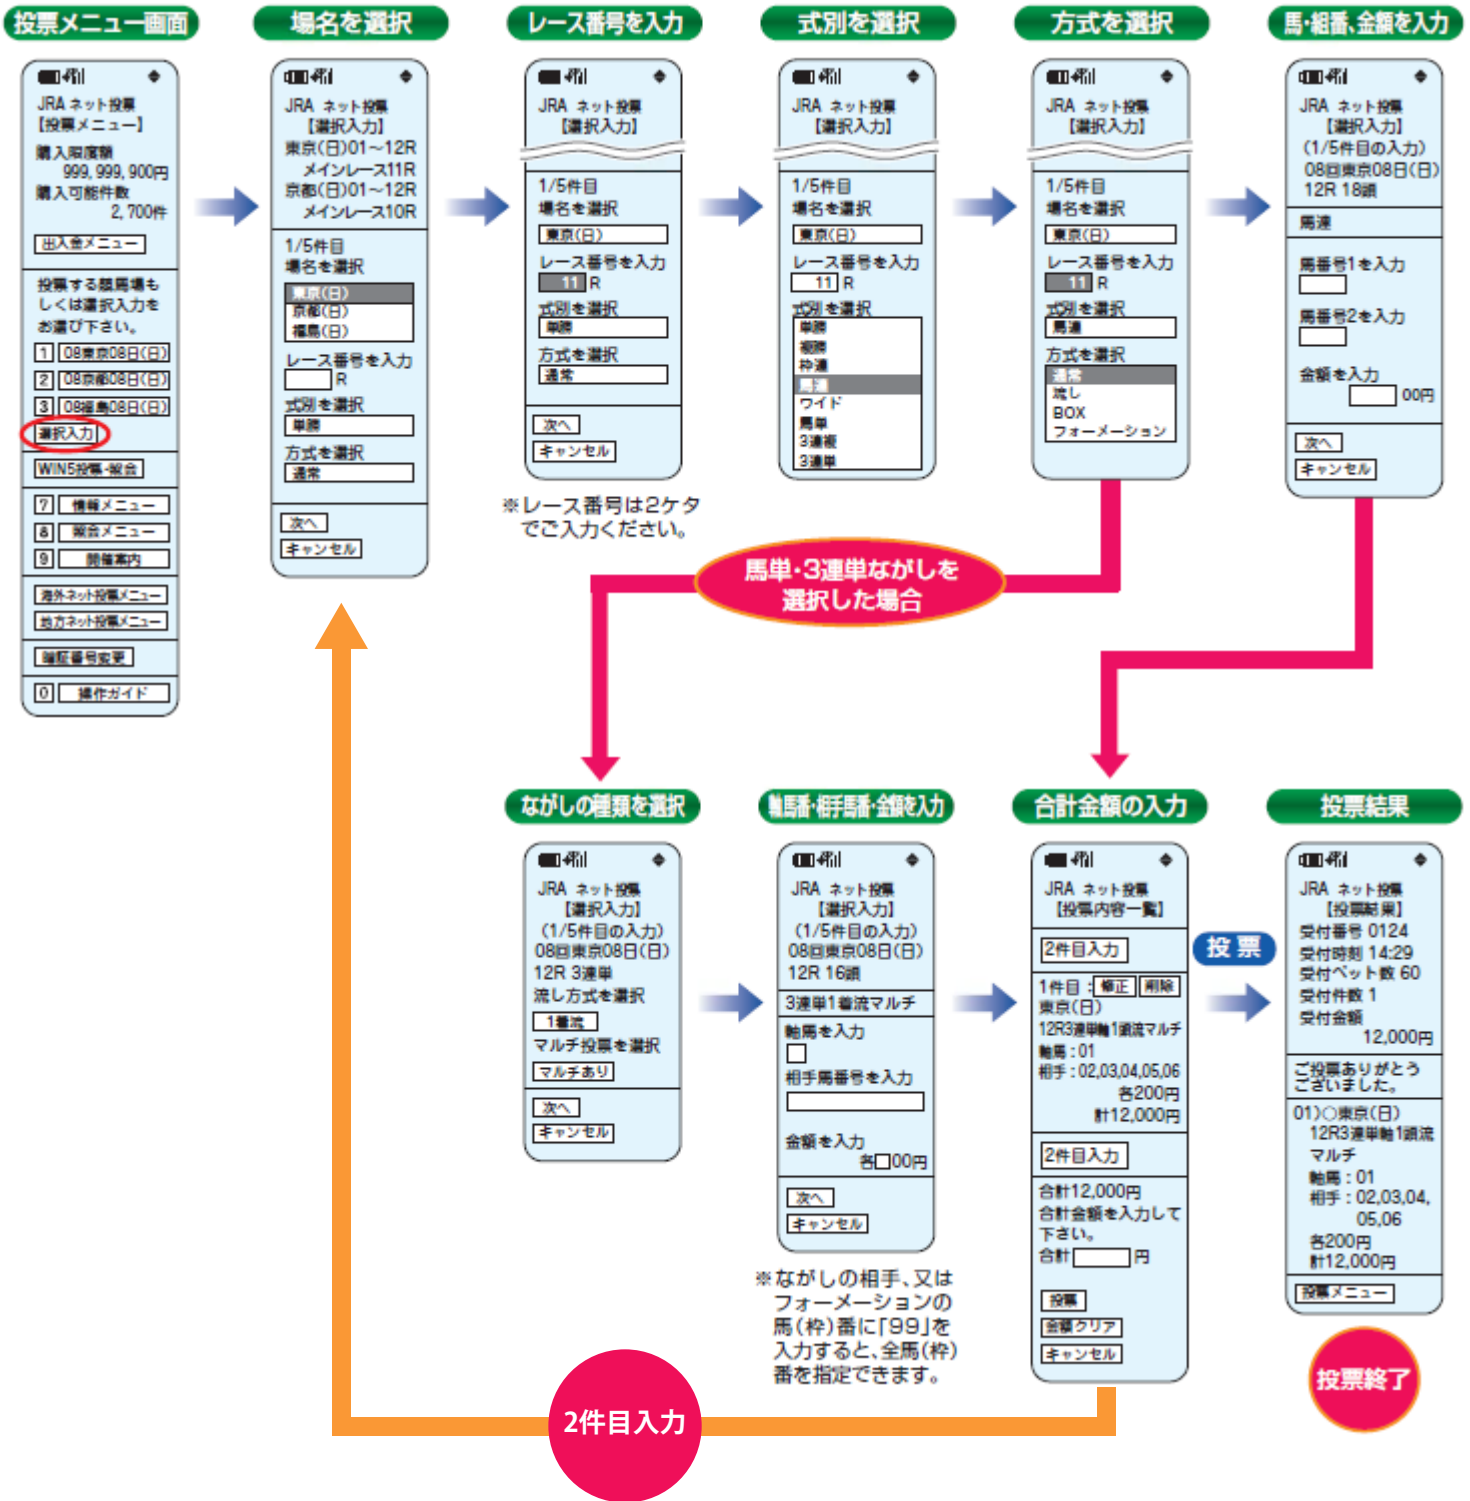 投票メニュー画面
JRA ネット投票
【投票メニュー】
購入限度額
999,999,900円
購入可能件数
2,700件
出入金メニュー
投票する競馬場も
しくは選択入力を
お選び下さい。
1 08東京08日(日)
2 08京都08日(日)
3 08福島08日(日)
選択入力
WIN5投票・照会
7 情報メニュー
8 照会メニュー
9 開催案内
海外ネット投票メニュー
地方ネット投票メニュー
暗証番号変更
0 操作ガイド
場名を選択
JRA ネット投票
【選択入力】
東京(日)01～12R
メインレース11R
京都(日)01～12R
メインレース10R
1/5件目
場名を選択
東京(日)
京都(日)
福島(日)
レース番号を入力
R
式別を選択
単勝
方式を選択
通常
次へ
キャンセル
レース番号を入力
JRA ネット投票
【選択入力】
1/5件目
場名を選択
東京(日)
レース番号を入力
11 R
式別を選択
単勝
方式を選択
通常
次へ
キャンセル
※レース番号は2ケタ
でご入力ください。
式別を選択
JRA ネット投票
【選択入力】
1/5件目
場名を選択
東京(日)
レース番号を入力
11 R
式別を選択
単勝
複勝
枠連
馬連
ワイド
馬単
3連複
3連単
方式を選択
JRA ネット投票
【選択入力】
1/5件目
場名を選択
東京(日)
レース番号を入力
11 R
式別を選択
馬連
方式を選択
通常
流し
BOX
フォーメーション
馬・組番、金額を入力
JRA ネット投票
【選択入力】
(1/5件目の入力)
08回東京08日(日)
12R 18頭
馬連
馬番号1を入力
馬番号2を入力
金額を入力
00円
次へ
キャンセル
馬単・3連単ながしを
選択した場合
ながしの種類を選択
JRA ネット投票
【選択入力】
(1/5件目の入力)
08回東京08日(日)
12R 3連単
流し方式を選択
1着流
マルチ投票を選択
マルチあり
次へ
キャンセル
軸馬番・相手馬番・金額を入力
JRA ネット投票
【選択入力】
(1/5件目の入力)
08回東京08日(日)
12R 16頭
3連単1着流マルチ
軸馬を入力
相手馬番号を入力
金額を入力
各□00円
次へ
キャンセル
※ながしの相手、又は
フォーメーションの
馬(枠)番に「99」を
入力すると、全馬(枠)
番を指定できます。
合計金額の入力
JRA ネット投票
【投票内容一覧】
2件目入力
1件目：修正 削除
東京(日)
12R3連単軸1頭流マルチ
軸馬：01
相手：02,03,04,05,06
各200円
計12,000円
2件目入力
合計12,000円
合計金額を入力して
下さい。
合計 円
投票
金額クリア
キャンセル
投票
投票結果
JRA ネット投票
【投票結果】
受付番号 0124
受付時刻 14:29
受付ベット数 60
受付件数 1
受付金額
12,000円
ご投票ありがとう
ございました。
01)○東京(日)
12R3連単軸1頭流
マルチ
軸馬：01
相手：02,03,04,
05,06
各200円
計12,000円
投票メニュー
投票終了
2件目入力